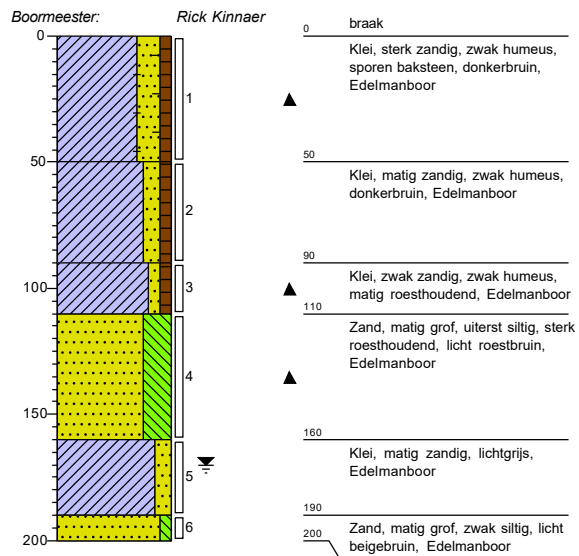 Boormeester: Rick Kinnaer
0
50
100
150
200
1
2
3
4
5
6
0 braak
Klei, sterk zandig, zwak humeus,
sporen baksteen, donkerbruin,
Edelmanboor
50
Klei, matig zandig, zwak humeus,
donkerbruin, Edelmanboor
90
Klei, zwak zandig, zwak humeus,
matig roesthoudend, Edelmanboor
110
Zand, matig grof, uiterst siltig, sterk
roesthoudend, licht roestbruin,
Edelmanboor
160
Klei, matig zandig, lichtgrijs,
Edelmanboor
190
Zand, matig grof, zwak siltig, licht
200
beigebruin, Edelmanboor